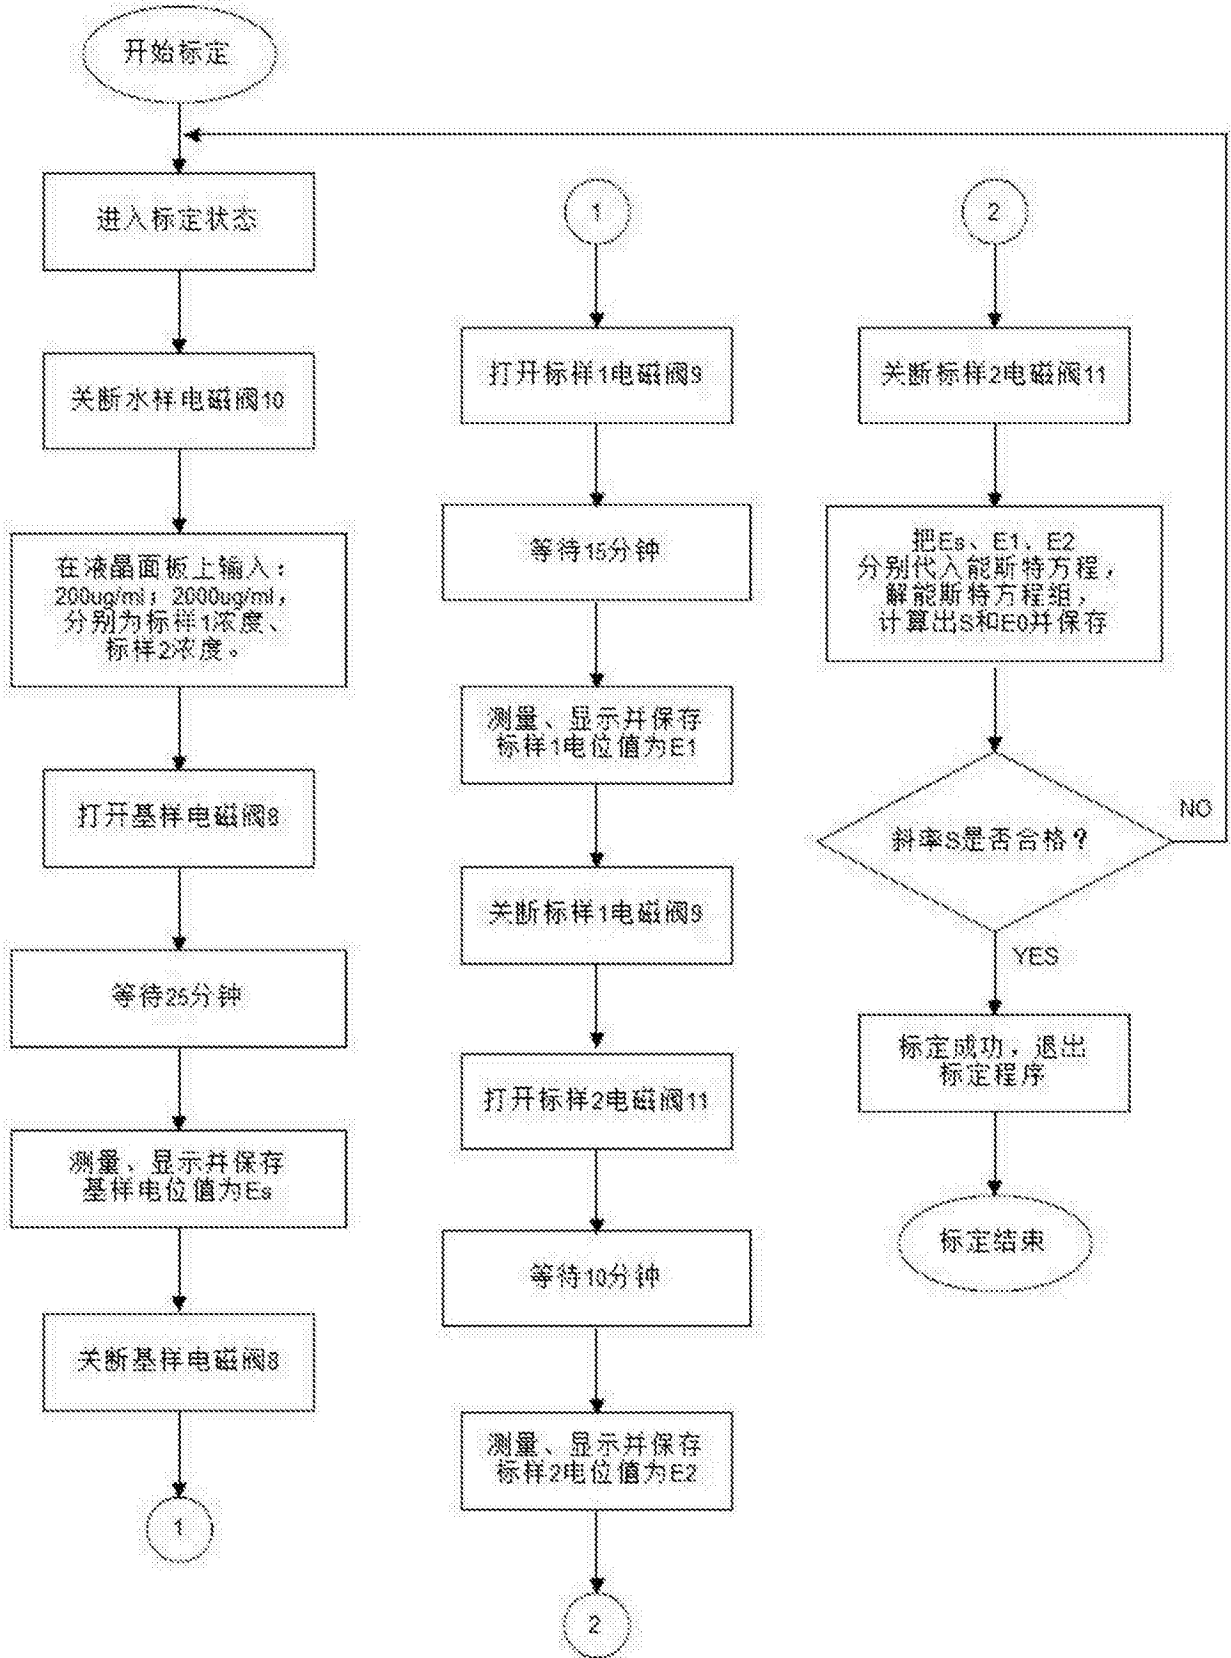 开始标定
进入标定状态
关断水样电磁阀10
在液晶面板上输入：
200ug/ml；2000ug/ml，
分别为标样1浓度、
标样2浓度。
打开基样电磁阀8
等待25分钟
测量、显示并保存
基样电位值为Es
关断基样电磁阀8
1
1
打开标样1电磁阀9
等待15分钟
测量、显示并保存
标样1电位值为E1
关断标样1电磁阀9
打开标样2电磁阀11
等待10分钟
测量、显示并保存
标样2电位值为E2
2
2
关断标样2电磁阀11
把Es、E1、E2
分别代入能斯特方程，
解能斯特方程组，
计算出S和E0并保存
斜率S是否合格？
NO
YES
标定成功，退出
标定程序
标定结束